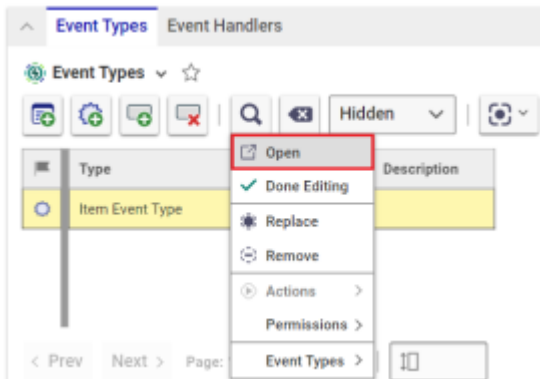 Event Types Event Handlers
Event Types
Hidden
Open
Type Description
Done Editing
Item Event Type
Replace
Remove
Actions
Permissions
< Prev Next > Page: Event Types